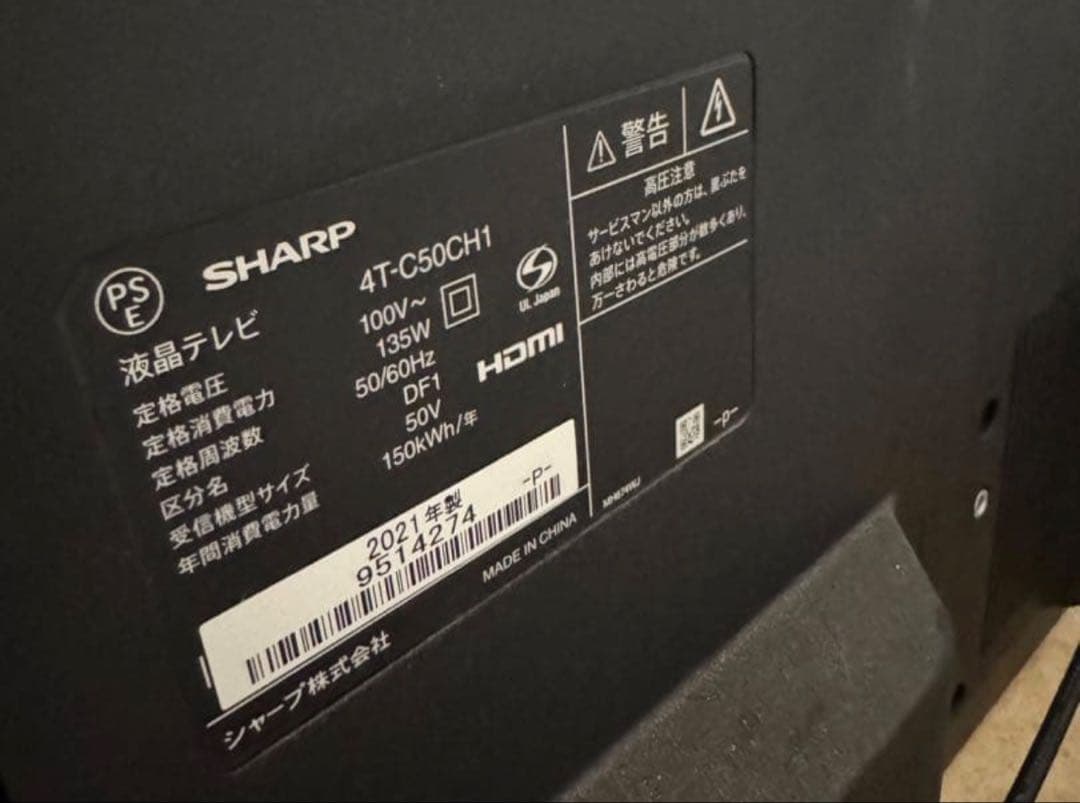 PSE
SHARP
液晶テレビ 4T-C50CH1
定格電圧 100V~
定格消費電力 135W
定格周波数 50/60Hz
区分名 DF1
受信機型サイズ 50V
年間消費電力量 150kWh/年
UL Japan
HDMI
2021年製 -P-
9514274
MADE IN CHINA
シャープ株式会社
警告
高圧注意
サービスマン以外の方は、裏ぶたを
あけないでください。
内部には高電圧部分が数多くあり、
万一さわると危険です。
-P-